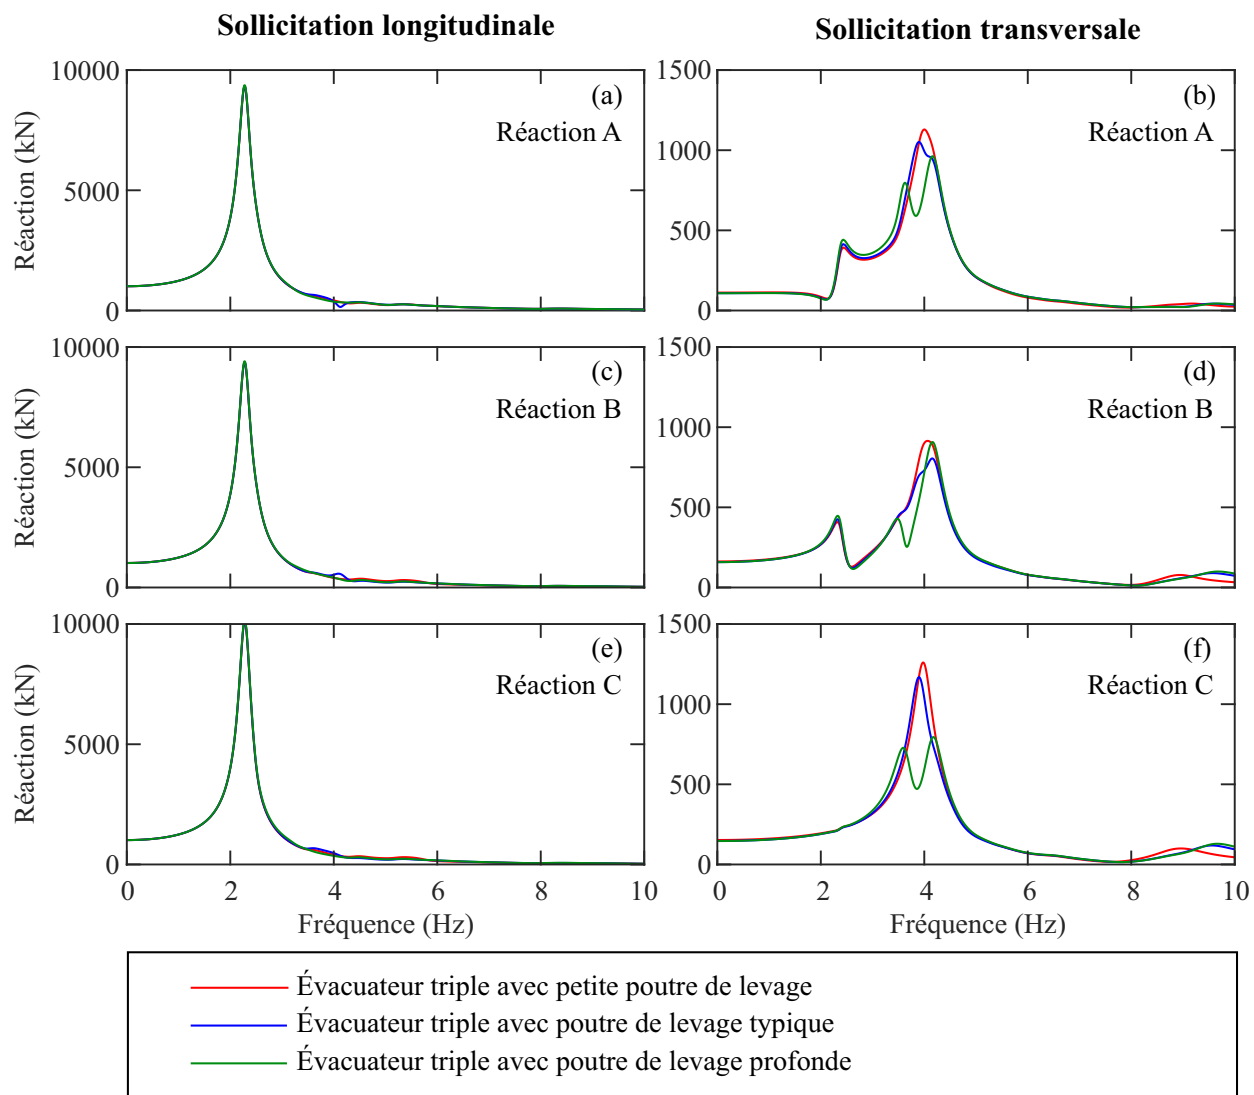 Sollicitation longitudinale
Sollicitation transversale
10000
5000
0
Réaction (kN)
(a)
Réaction A
1500
1000
500
0
(b)
Réaction A
10000
5000
0
Réaction (kN)
(c)
Réaction B
1500
1000
500
0
(d)
Réaction B
10000
5000
0
Réaction (kN)
(e)
Réaction C
0 2 4 6 8 10
Fréquence (Hz)
1500
1000
500
0
(f)
Réaction C
0 2 4 6 8 10
Fréquence (Hz)
Évacuateur triple avec petite poutre de levage
Évacuateur triple avec poutre de levage typique
Évacuateur triple avec poutre de levage profonde